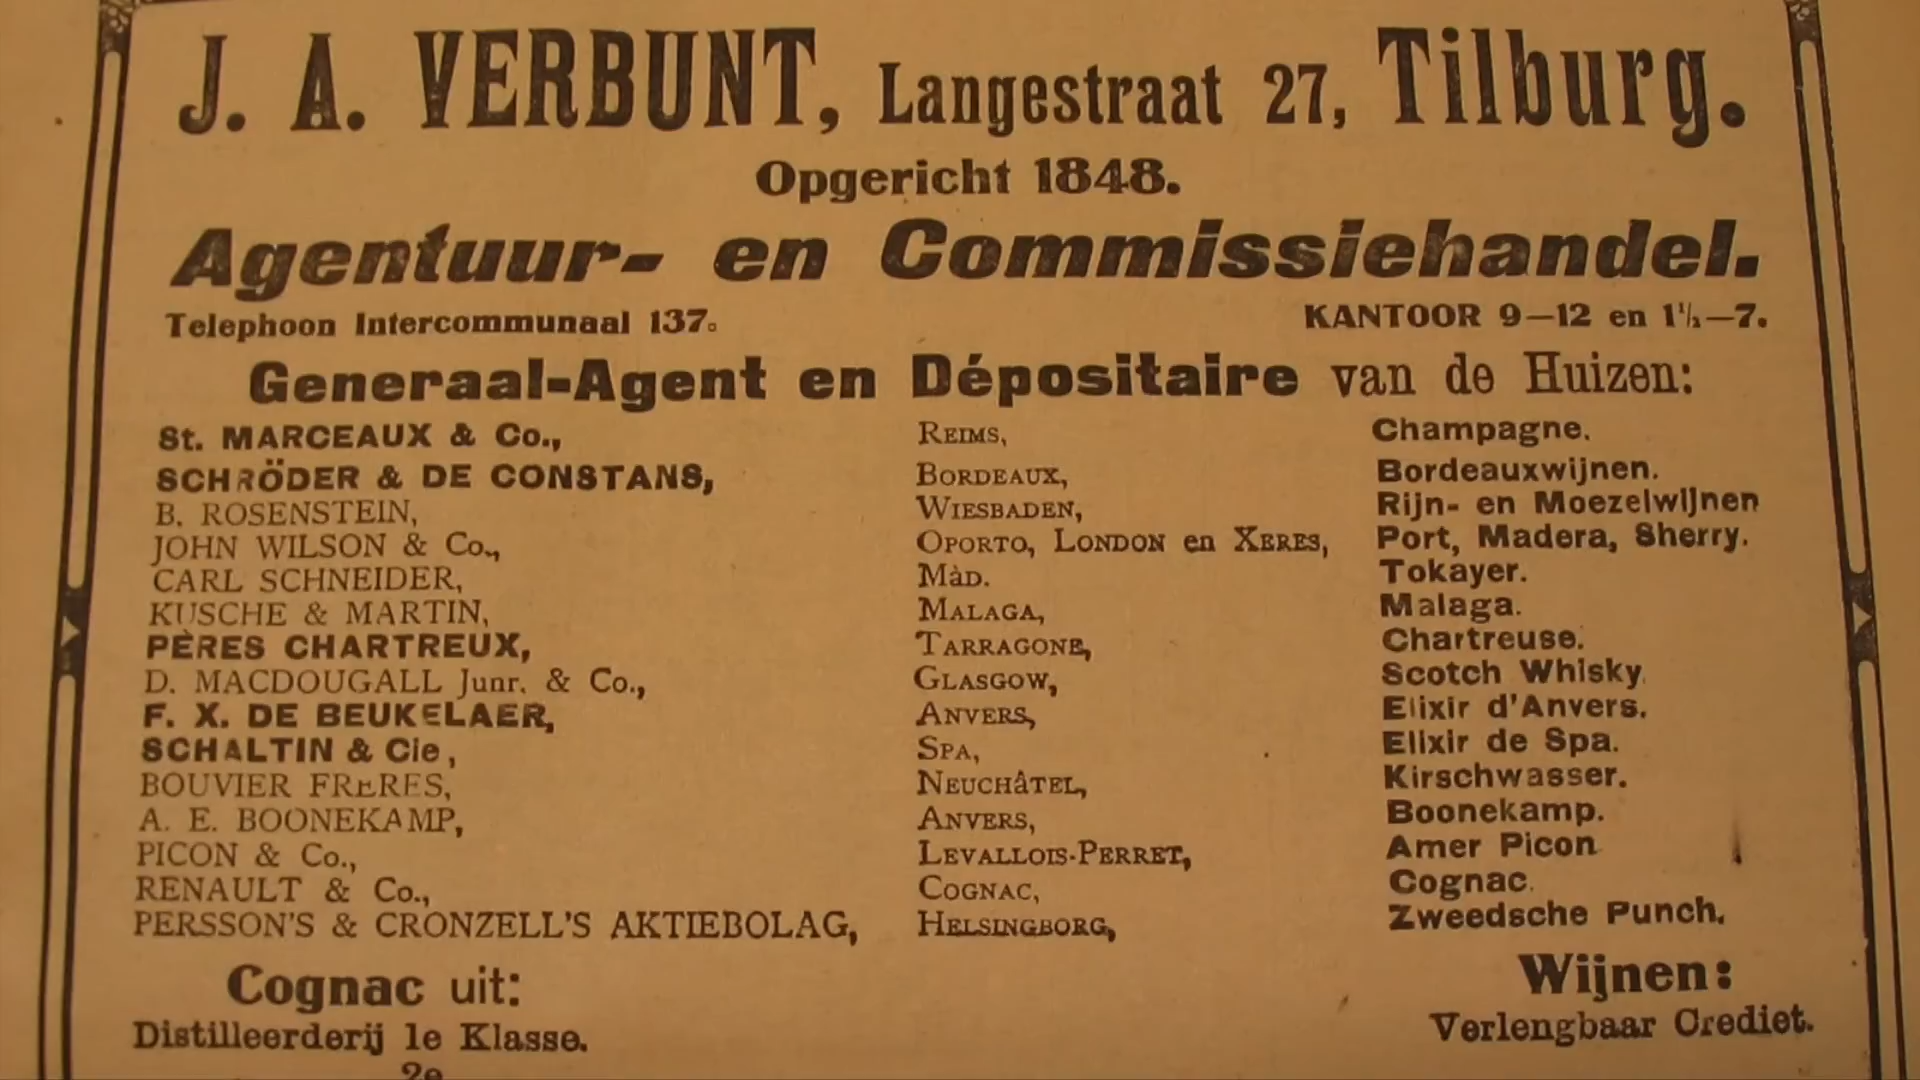 J. A. VERBUNT, Langestraat 27, Tilburg.
Opgericht 1848.
Agentuur- en Commissiehandel.
Telephoon Intercommunaal 137. KANTOOR 9—12 en 1½—7.
Generaal-Agent en Dépositaire van de Huizen:
St. MARCEAUX & Co., REIMS, Champagne.
SCHRÖDER & DE CONSTANS, BORDEAUX, Bordeauxwijnen.
B. ROSENSTEIN, WIESBADEN, Rijn- en Moezelwijnen
JOHN WILSON & Co., OPORTO, LONDON en XERES, Port, Madera, Sherry.
CARL SCHNEIDER, MÀD. Tokayer.
KUSCHE & MARTIN, MALAGA, Malaga.
PÈRES CHARTREUX, TARRAGONE, Chartreuse.
D. MACDOUGALL Junr. & Co., GLASGOW, Scotch Whisky.
F. X. DE BEUKELAER, ANVERS, Elixir d'Anvers.
SCHALTIN & Cie, SPA, Elixir de Spa.
BOUVIER FRERES, NEUCHâTEL, Kirschwasser.
A. E. BOONEKAMP, ANVERS, Boonekamp.
PICON & Co., LEVALLOIS-PERRET, Amer Picon
RENAULT & Co., COGNAC, Cognac.
PERSSON'S & CRONZELL'S AKTIEBOLAG, HELSINGBORG, Zweedsche Punch.
Cognac uit: Wijnen:
Distilleerderij 1e Klasse. Verlengbaar Crediet.
2e